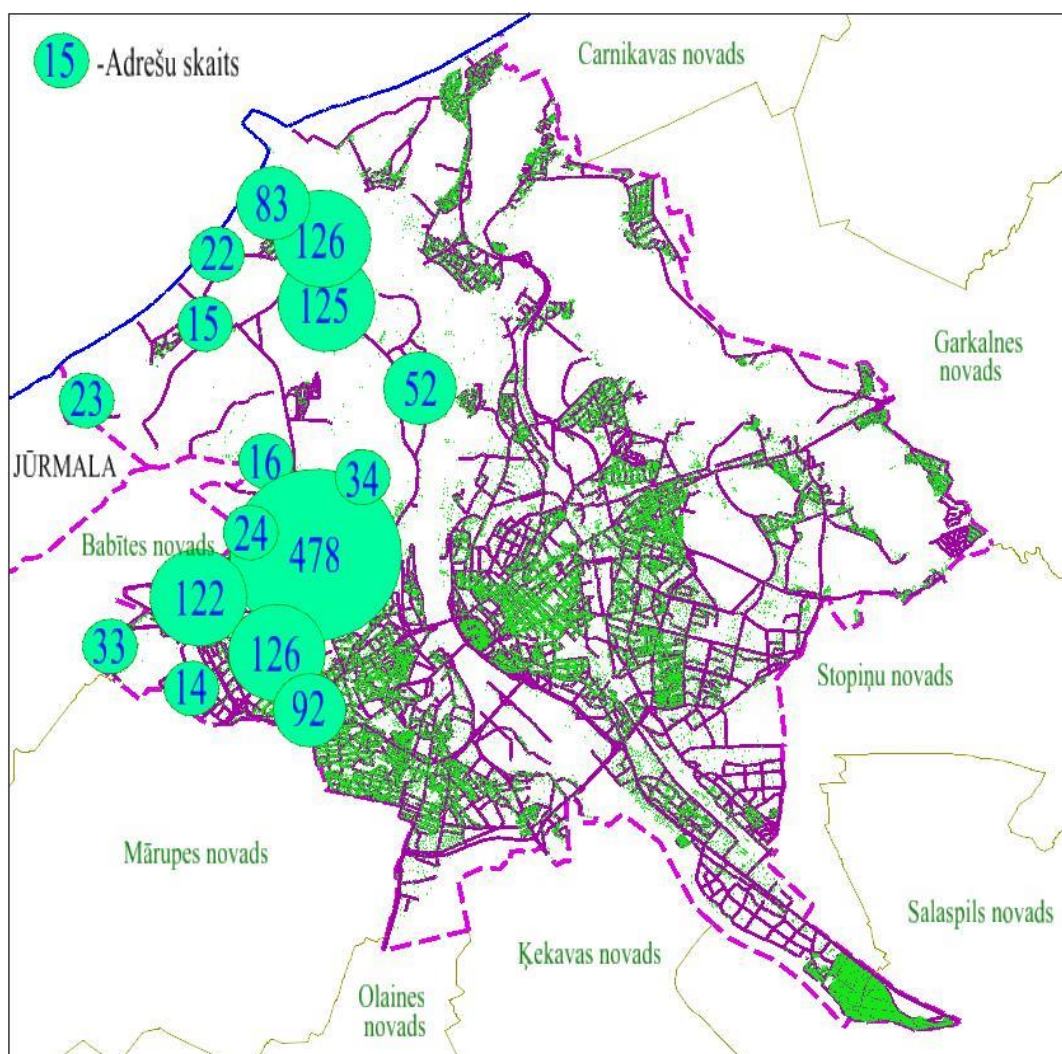 15 -Adrešu skaits
Carnikavas novads
83
126
22
125
15
Garkalnes
novads
52
23
JŪRMALA
16
34
Babītes novads
24
478
122
126
33
Stopiņu novads
14
92
Mārupes novads
Salaspils novads
Ķekavas novads
Olaines
novads